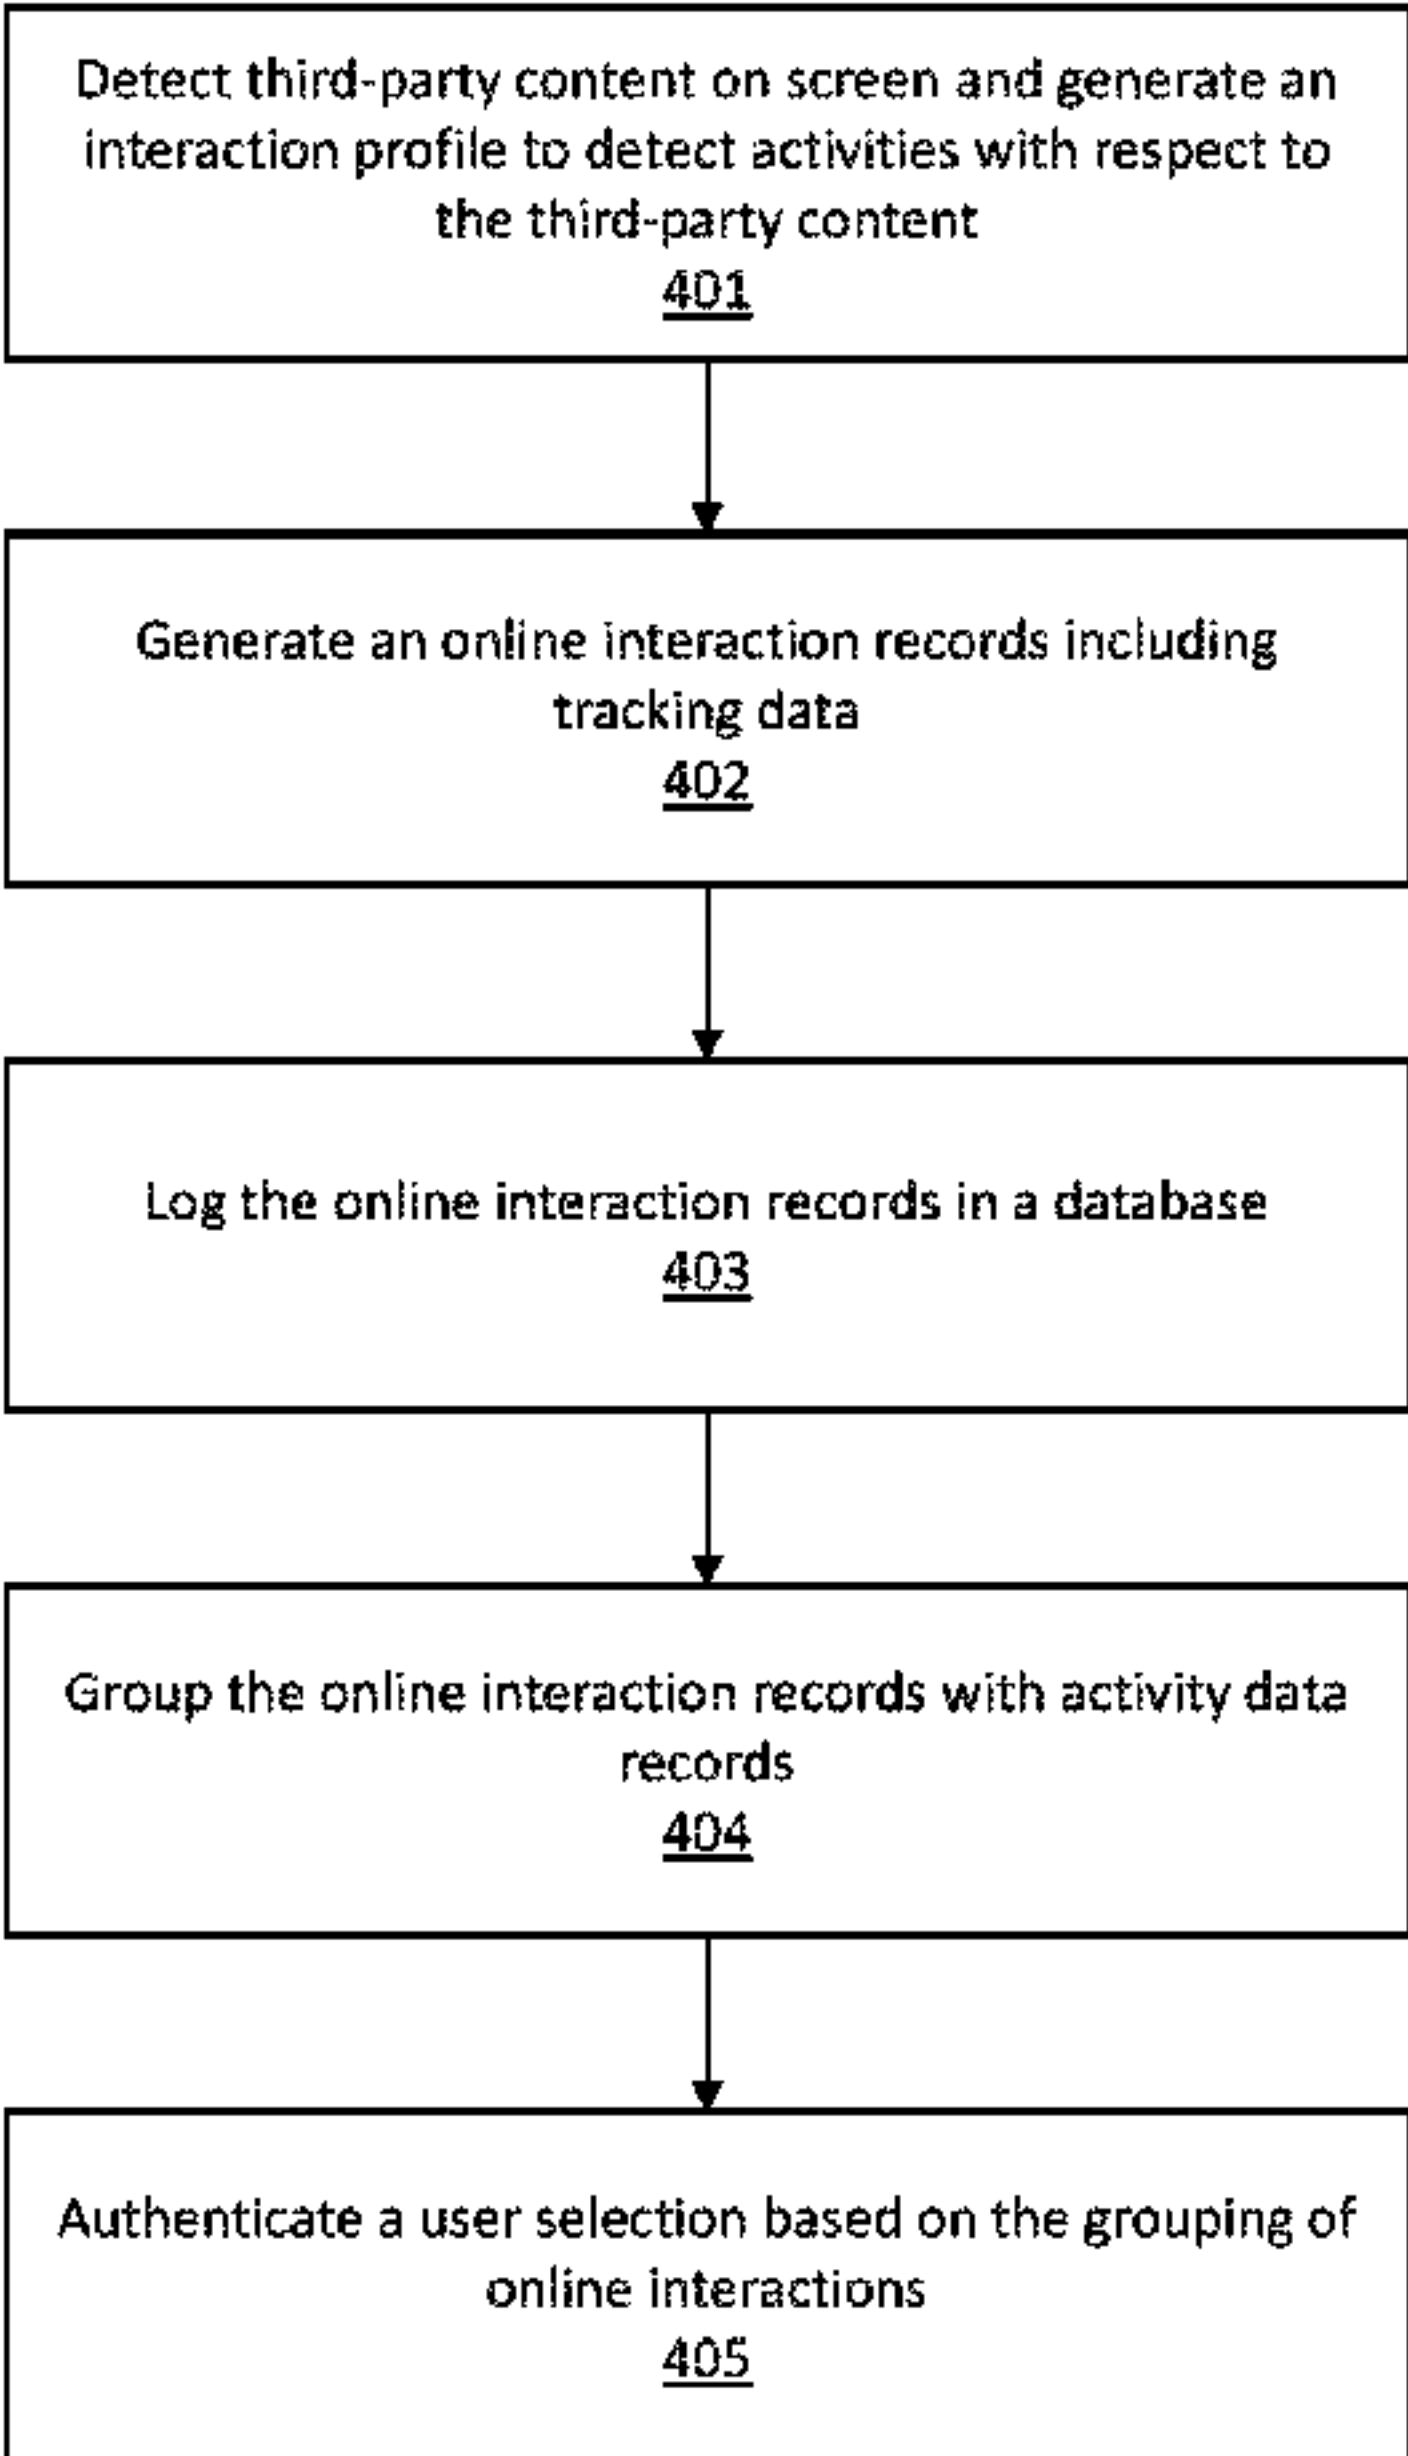 Detect third-party content on screen and generate an
interaction profile to detect activities with respect to
the third-party content
401
Generate an online interaction records including
tracking data
402
Log the online interaction records in a database
403
Group the online interaction records with activity data
records
404
Authenticate a user selection based on the grouping of
online interactions
405